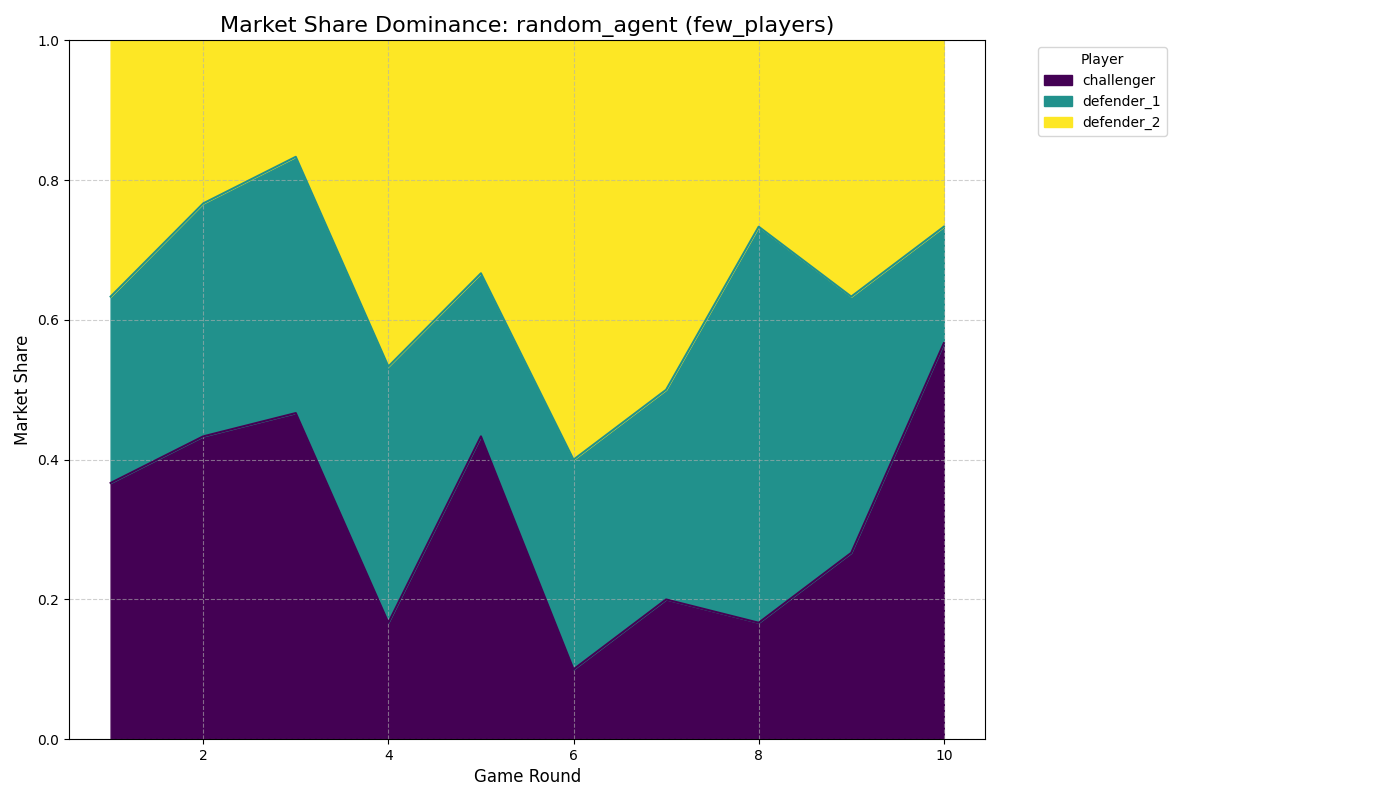 Market Share Dominance: random_agent (few_players)
Player
challenger
defender_1
defender_2
Market Share
1.0
0.8
0.6
0.4
0.2
0.0
2 4 6 8 10
Game Round